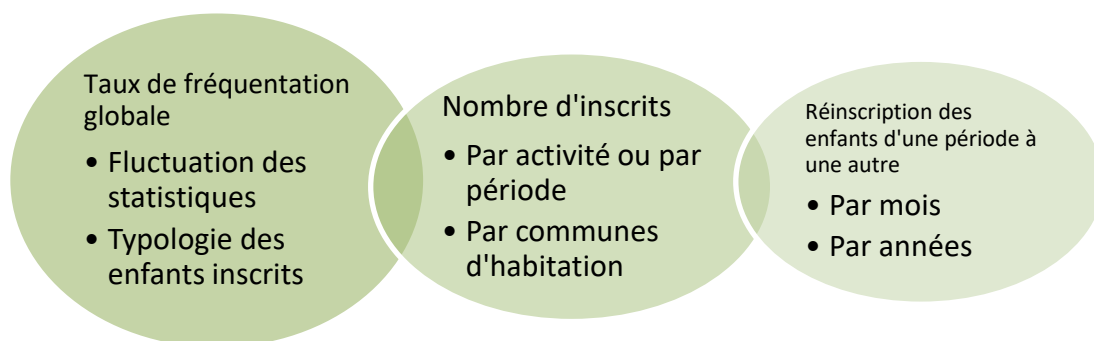 Taux de fréquentation
globale
• Fluctuation des
statistiques
• Typologie des
enfants inscrits
Nombre d'inscrits
• Par activité ou par
période
• Par communes
d'habitation
Réinscription des
enfants d'une période à
une autre
• Par mois
• Par années